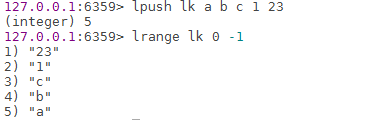 127.0.0.1:6359> lpush lk a b c 1 23
(integer) 5
127.0.0.1:6359> lrange lk 0 -1
1) "23"
2) "1"
3) "c"
4) "b"
5) "a"